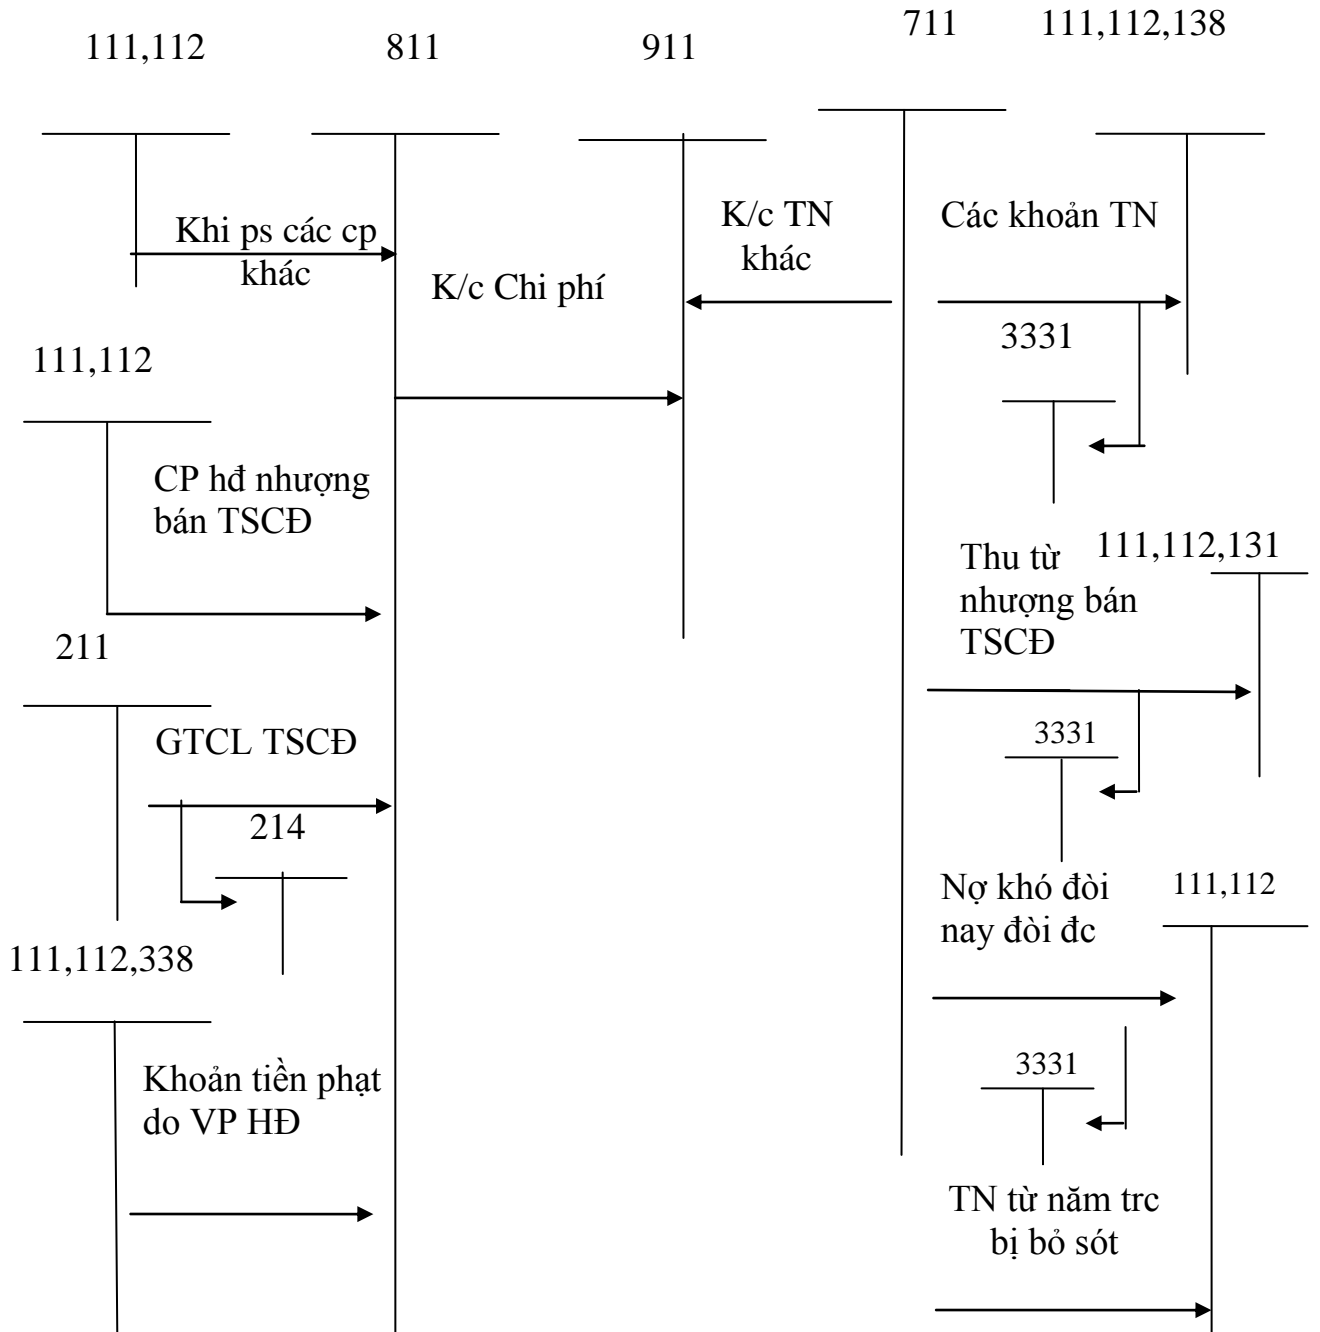 111,112
811
911
711
111,112,138
Khi ps các cp
khác
K/c Chi phí
K/c TN
khác
Các khoản TN
3331
111,112
CP hđ nhượng
bán TSCĐ
Thu từ
nhượng bán
TSCĐ
111,112,131
211
GTCL TSCĐ
214
3331
Nợ khó đòi
nay đòi đc
111,112
111,112,338
Khoản tiền phạt
do VP HĐ
3331
TN từ năm trc
bị bỏ sót